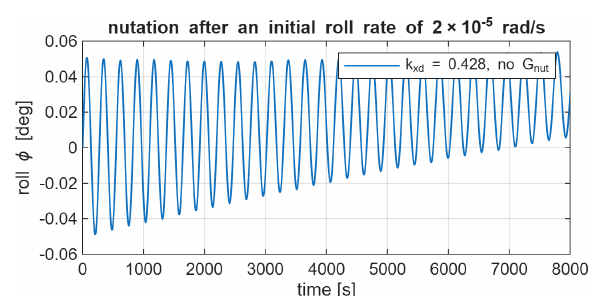 nutation after an initial roll rate of 2×10⁻⁵ rad/s
k_xd = 0.428, no G_nut
roll ϕ [deg]
0.06
0.04
0.02
0
-0.02
-0.04
-0.06
0 1000 2000 3000 4000 5000 6000 7000 8000
time [s]